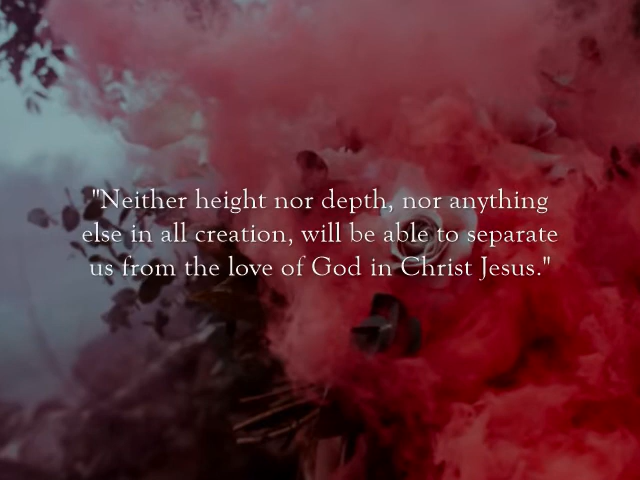 "Neither height nor depth, nor anything
else in all creation, will be able to separate
us from the love of God in Christ Jesus."